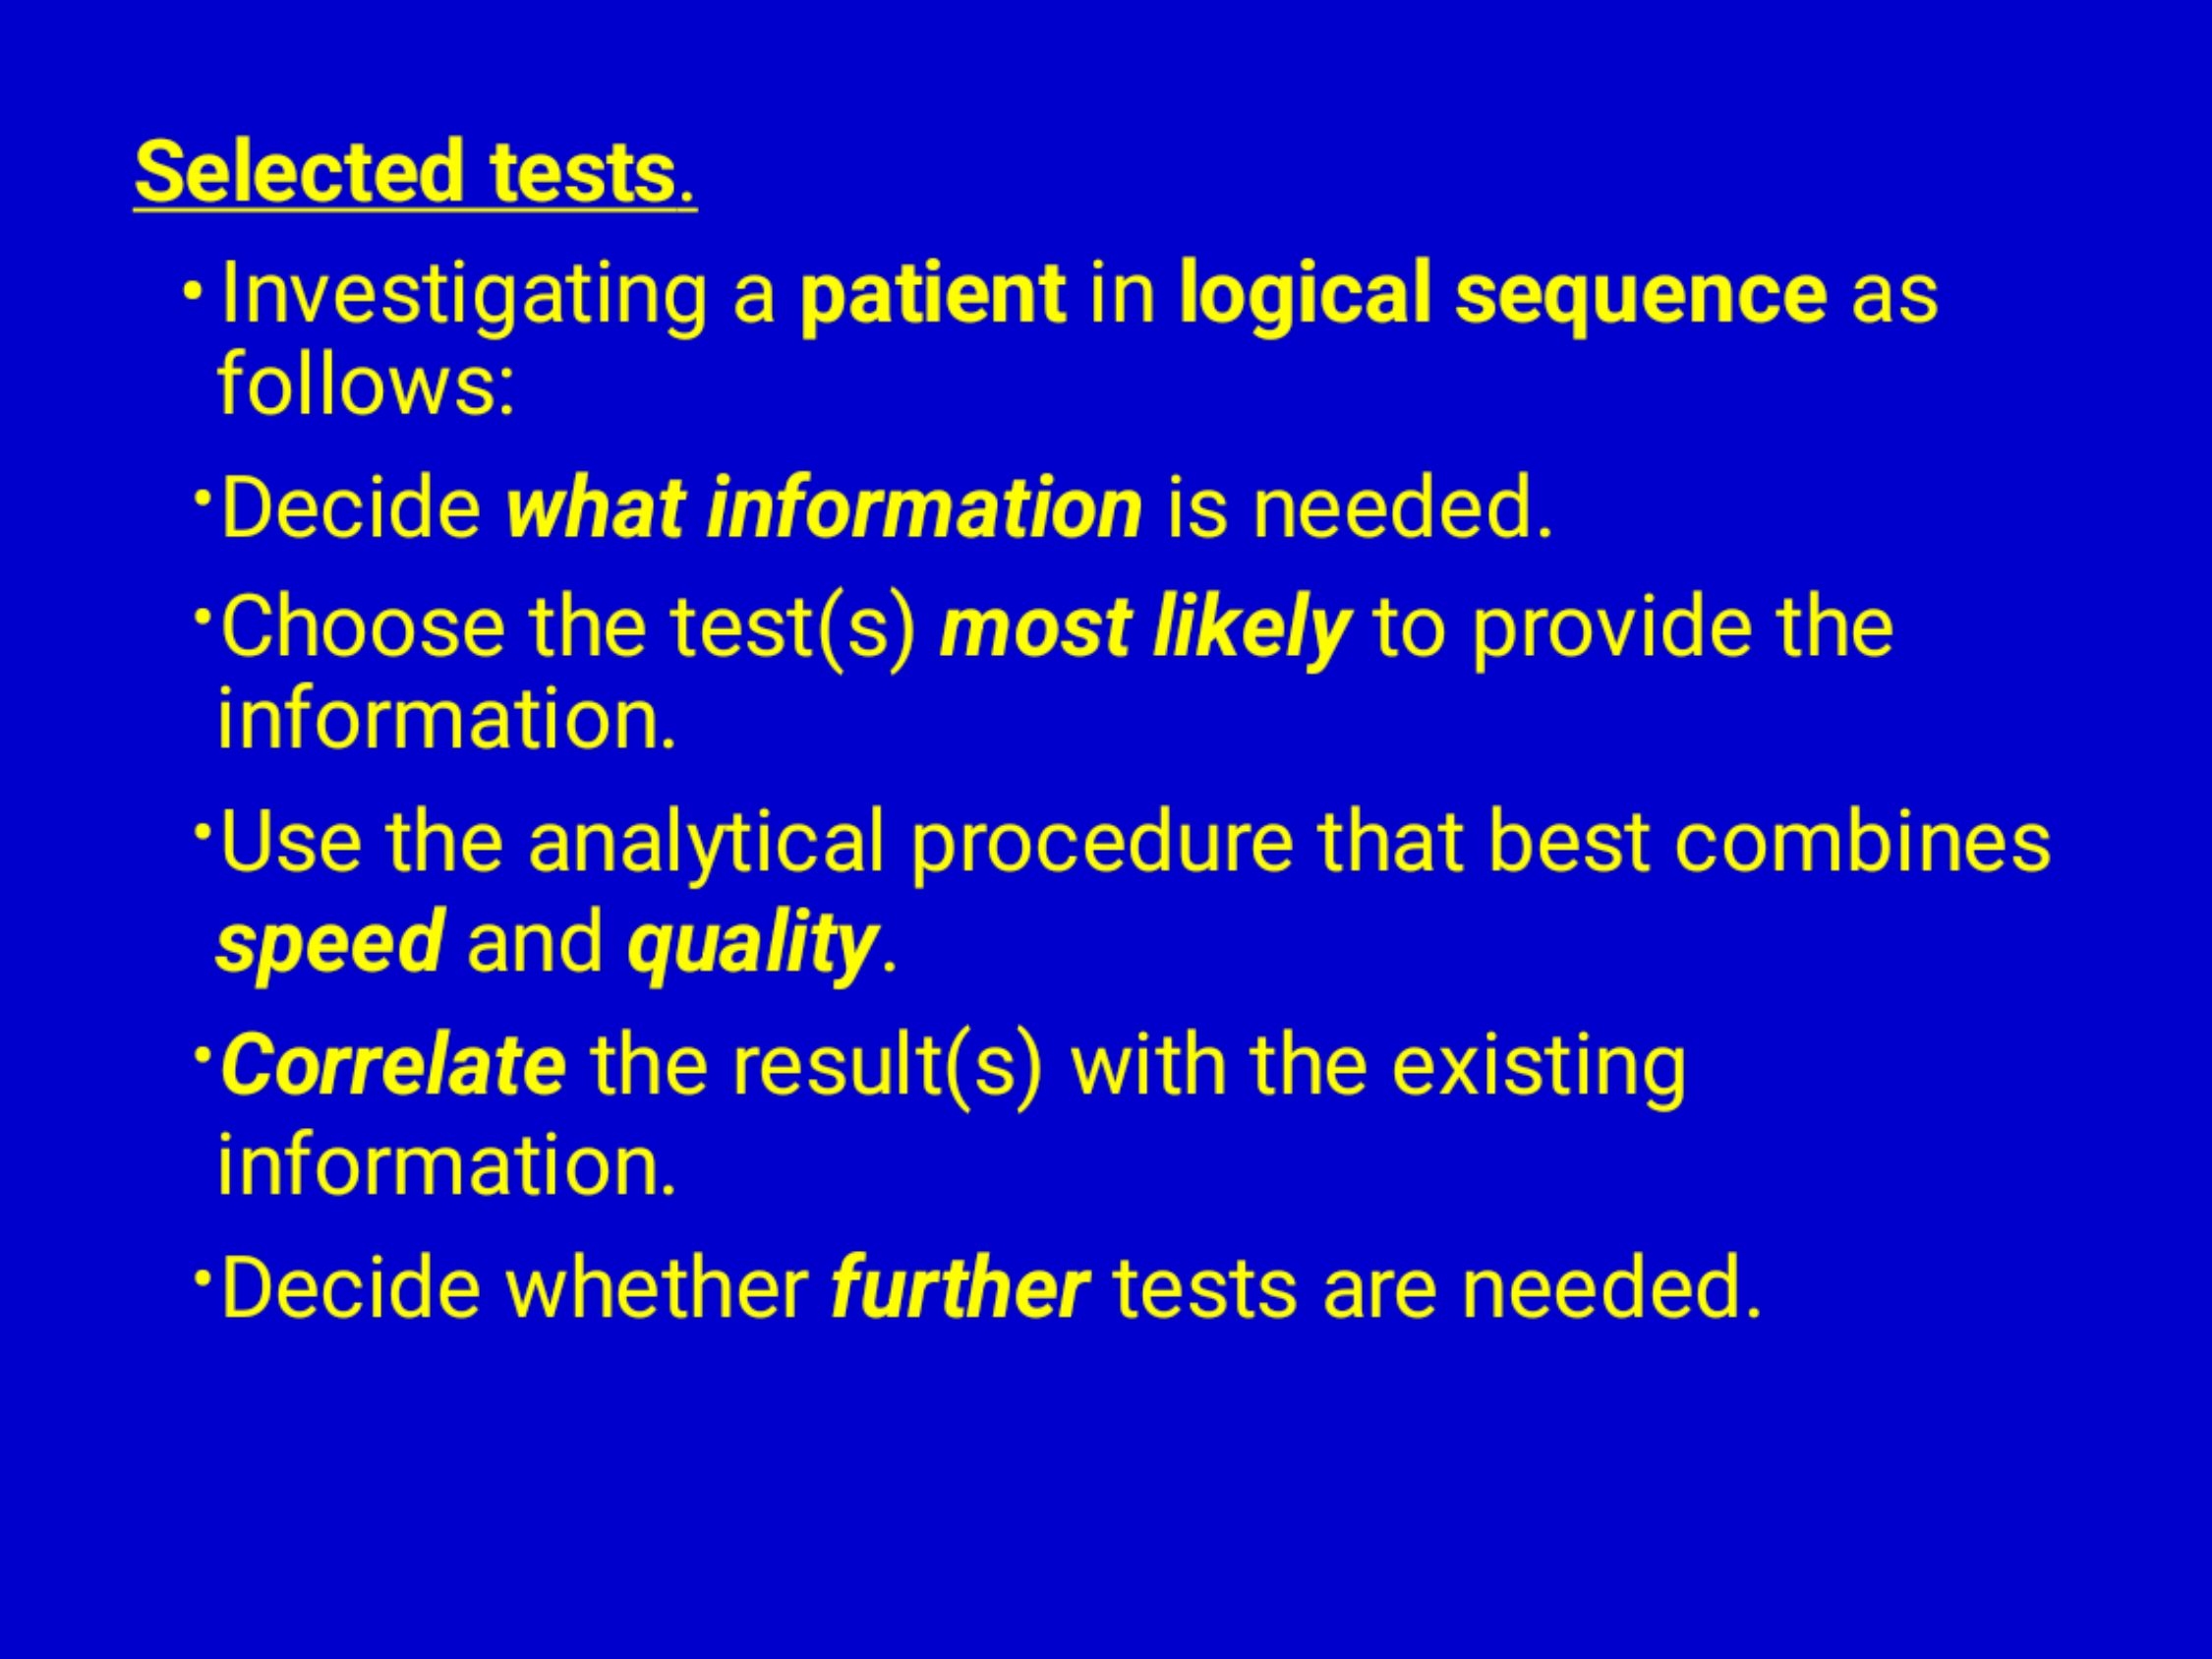 Selected tests.
• Investigating a patient in logical sequence as
follows:
•Decide what information is needed.
•Choose the test(s) most likely to provide the
information.
•Use the analytical procedure that best combines
speed and quality.
•Correlate the result(s) with the existing
information.
•Decide whether further tests are needed.